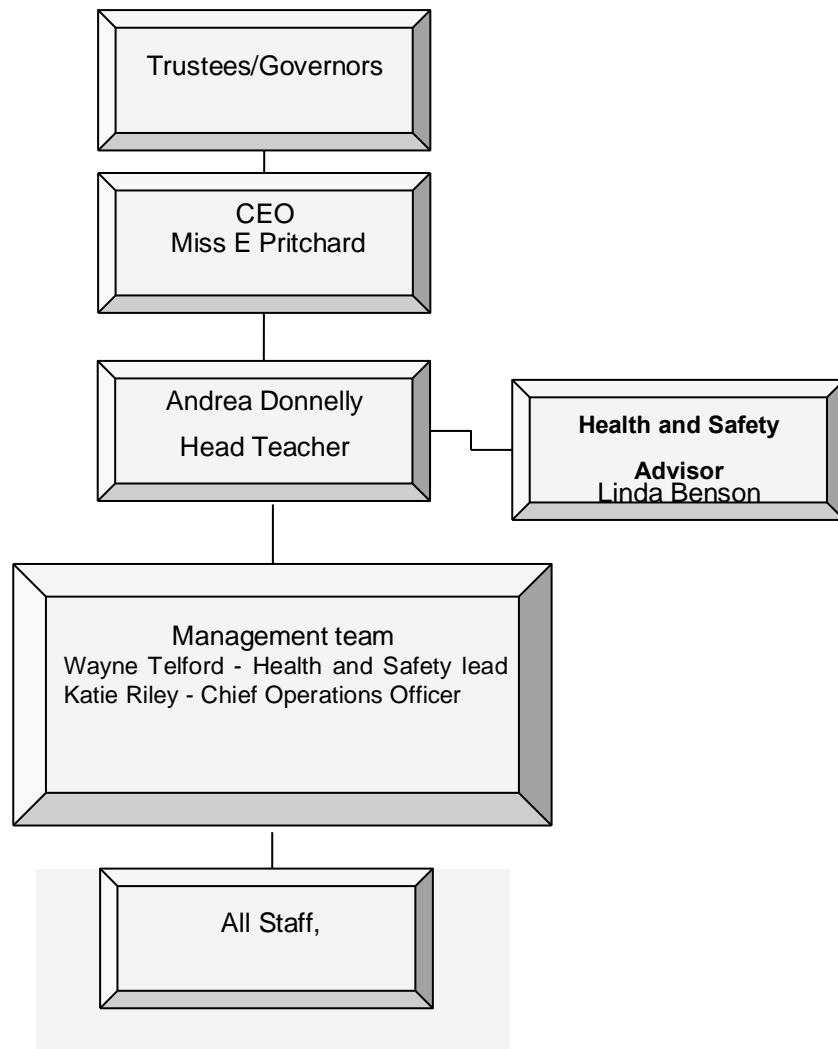 Trustees/Governors
CEO
Miss E Pritchard
Andrea Donnelly
Head Teacher
Health and Safety
Advisor
Linda Benson
Management team
Wayne Telford - Health and Safety lead
Katie Riley - Chief Operations Officer
All Staff,